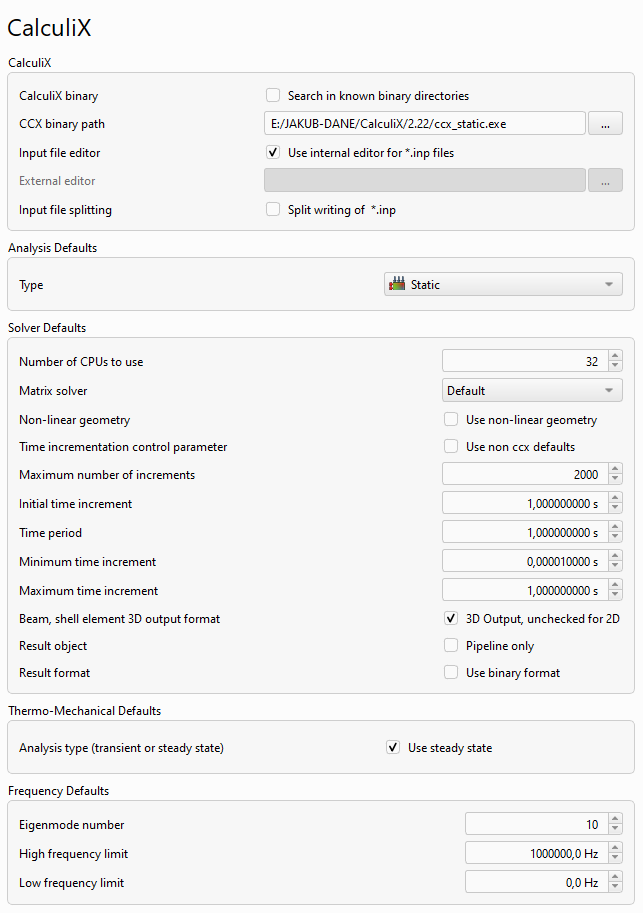 CalculiX
CalculiX
CalculiX binary Search in known binary directories
CCX binary path E:/JAKUB-DANE/CalculiX/2.22/ccx_static.exe ...
Input file editor Use internal editor for *.inp files
External editor ...
Input file splitting Split writing of *.inp
Analysis Defaults
Type Static
Solver Defaults
Number of CPUs to use 32
Matrix solver Default
Non-linear geometry Use non-linear geometry
Time incrementation control parameter Use non ccx defaults
Maximum number of increments 2000
Initial time increment 1,000000000 s
Time period 1,000000000 s
Minimum time increment 0,000010000 s
Maximum time increment 1,000000000 s
Beam, shell element 3D output format 3D Output, unchecked for 2D
Result object Pipeline only
Result format Use binary format
Thermo-Mechanical Defaults
Analysis type (transient or steady state) Use steady state
Frequency Defaults
Eigenmode number 10
High frequency limit 1000000,0 Hz
Low frequency limit 0,0 Hz